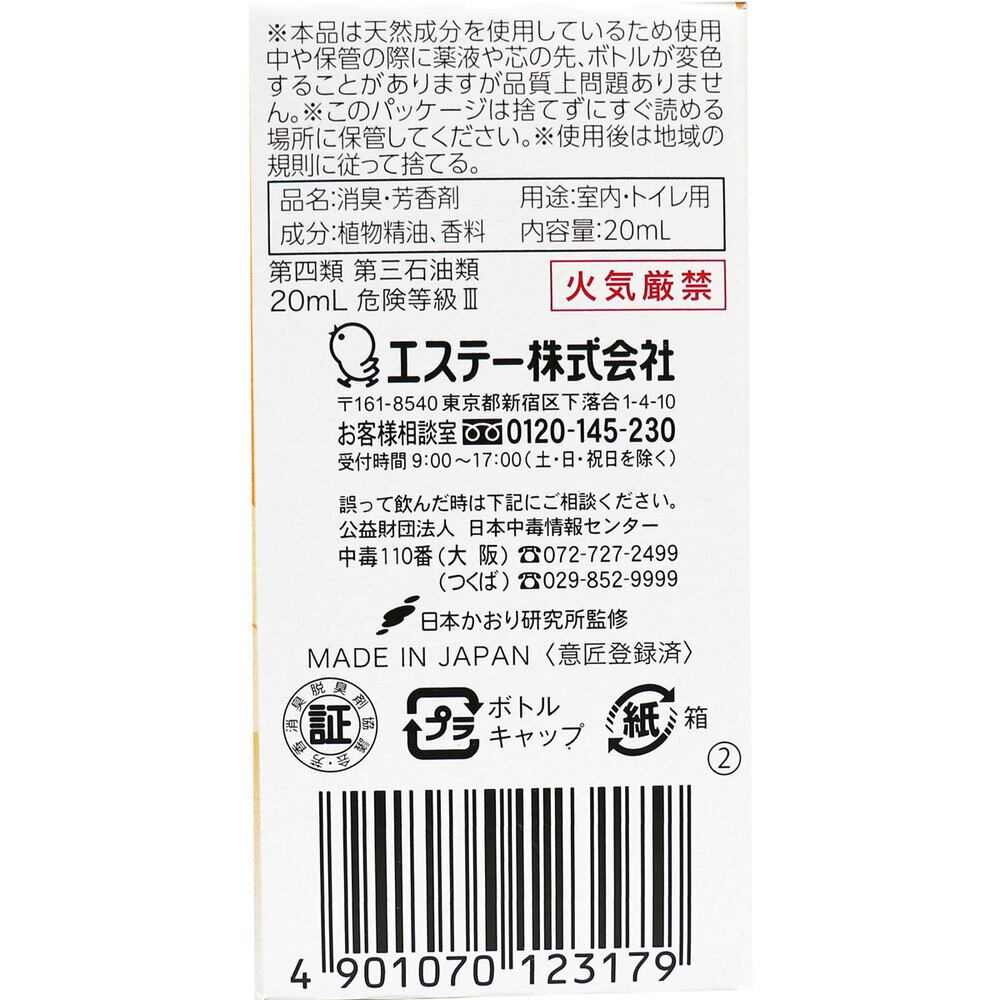 ※本品は天然成分を使用しているため使用
中や保管の際に薬液や芯の先、ボトルが変色
することがありますが品質上問題ありませ
ん。※このパッケージは捨てずにすぐ読める
場所に保管してください。※使用後は地域の
規則に従って捨てる。
品名:消臭・芳香剤 用途:室内・トイレ用
成分:植物精油、香料 内容量:20mL
第四類 第三石油類
20mL 危険等級Ⅲ
火気厳禁
エステー株式会社
〒161-8540 東京都新宿区下落合1-4-10
お客様相談室 0120-145-230
受付時間 9:00〜17:00(土・日・祝日を除く)
誤って飲んだ時は下記にご相談ください。
公益財団法人 日本中毒情報センター
中毒110番(大 阪)☎072-727-2499
(つくば)☎029-852-9999
日本かおり研究所監修
MADE IN JAPAN〈意匠登録済〉
芳香消臭脱臭剤協議会・
証
プラ
ボトル
キャップ
紙
箱
②
4 901070 123179